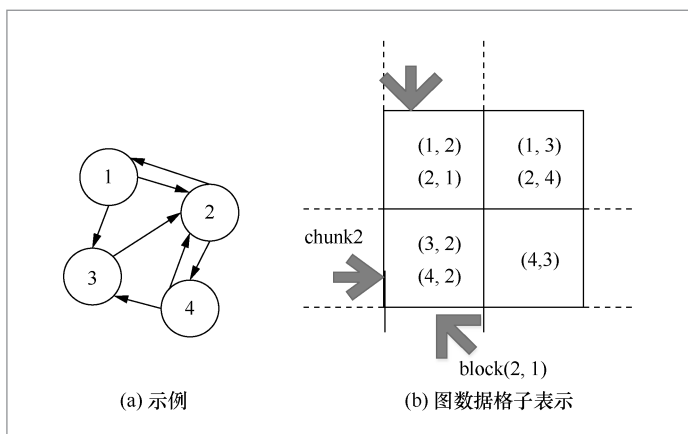 1
2
3
4
(a) 示例
(1, 2)
(2, 1)
(1, 3)
(2, 4)
chunk2
(3, 2)
(4, 2)
(4,3)
block(2, 1)
(b) 图数据格子表示